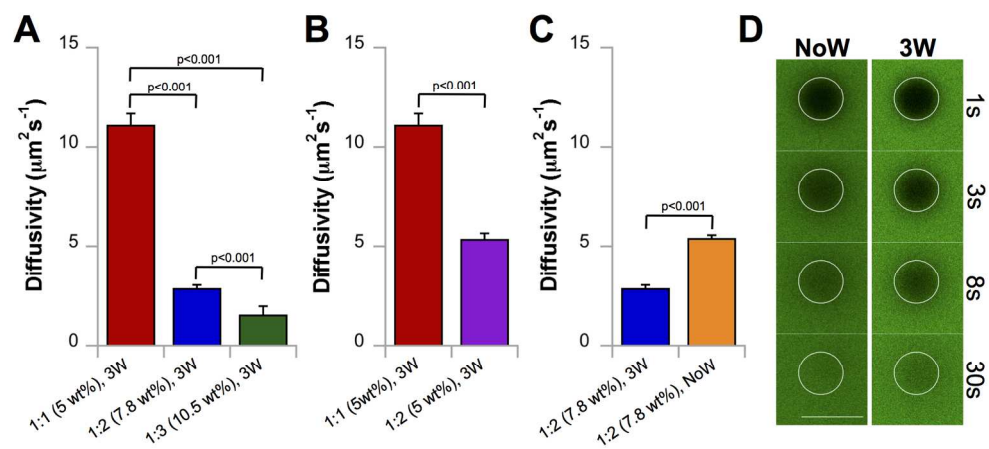 A
B
C
D
15
10
5
0
Diffusivity (μm²s⁻¹)
p<0.001
p<0.001
p<0.001
1:1 (5 wt%), 3W
1:2 (7.8 wt%), 3W
1:3 (10.5 wt%), 3W
15
10
5
0
Diffusivity (μm²s⁻¹)
p<0.001
1:1 (5wt%), 3W
1:2 (5 wt%), 3W
15
10
5
0
Diffusivity (μm²s⁻¹)
p<0.001
1:2 (7.8 wt%), 3W
1:2 (7.8 wt%), NoW
NoW
3W
1s
3s
8s
30s